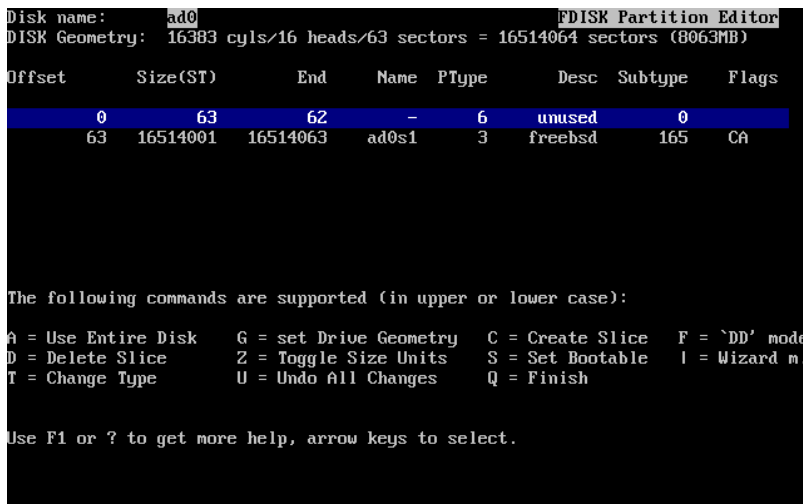 Disk name:      ad0                                    FDISK Partition Editor
DISK Geometry:  16383 cyls/16 heads/63 sectors = 16514064 sectors (8063MB)
Offset       Size(ST)        End     Name  PType       Desc  Subtype    Flags
0         63         62        -      6     unused        0
63   16514001   16514063    ad0s1      3    freebsd      165    CA
The following commands are supported (in upper or lower case):
A = Use Entire Disk    G = set Drive Geometry   C = Create Slice   F = `DD' mode
D = Delete Slice       Z = Toggle Size Units    S = Set Bootable   | = Wizard m
T = Change Type        U = Undo All Changes     Q = Finish
Use F1 or ? to get more help, arrow keys to select.